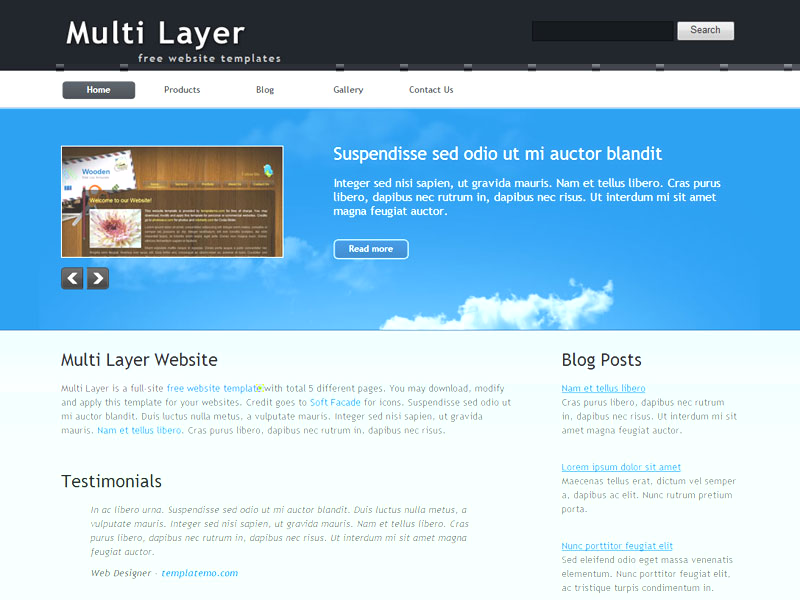 Multi Layer
free website templates
Search
Home Products Blog Gallery Contact Us
Wooden
Welcome to our Website!
Suspendisse sed odio ut mi auctor blandit
Integer sed nisi sapien, ut gravida mauris. Nam et tellus libero. Cras purus
libero, dapibus nec rutrum in, dapibus nec risus. Ut interdum mi sit amet
magna feugiat auctor.
Read more
Multi Layer Website
Multi Layer is a full-site free website template with total 5 different pages. You may download, modify
and apply this template for your websites. Credit goes to Soft Facade for icons. Suspendisse sed odio ut
mi auctor blandit. Duis luctus nulla metus, a vulputate mauris. Integer sed nisi sapien, ut gravida
mauris. Nam et tellus libero. Cras purus libero, dapibus nec rutrum in, dapibus nec risus.
Testimonials
In ac libero urna. Suspendisse sed odio ut mi auctor blandit. Duis luctus nulla metus, a
vulputate mauris. Integer sed nisi sapien, ut gravida mauris. Nam et tellus libero. Cras
purus libero, dapibus nec rutrum in, dapibus nec risus. Ut interdum mi sit amet magna
feugiat auctor.
Web Designer - templatemo.com
Blog Posts
Nam et tellus libero
Cras purus libero, dapibus nec rutrum
in, dapibus nec risus. Ut interdum mi sit
amet magna feugiat auctor.
Lorem ipsum dolor sit amet
Maecenas tellus erat, dictum vel semper
a, dapibus ac elit. Nunc rutrum pretium
porta.
Nunc porttitor feugiat elit
Sed eleifend odio eget massa venenatis
elementum. Nunc porttitor feugiat elit,
ac tristique turpis condimentum in.